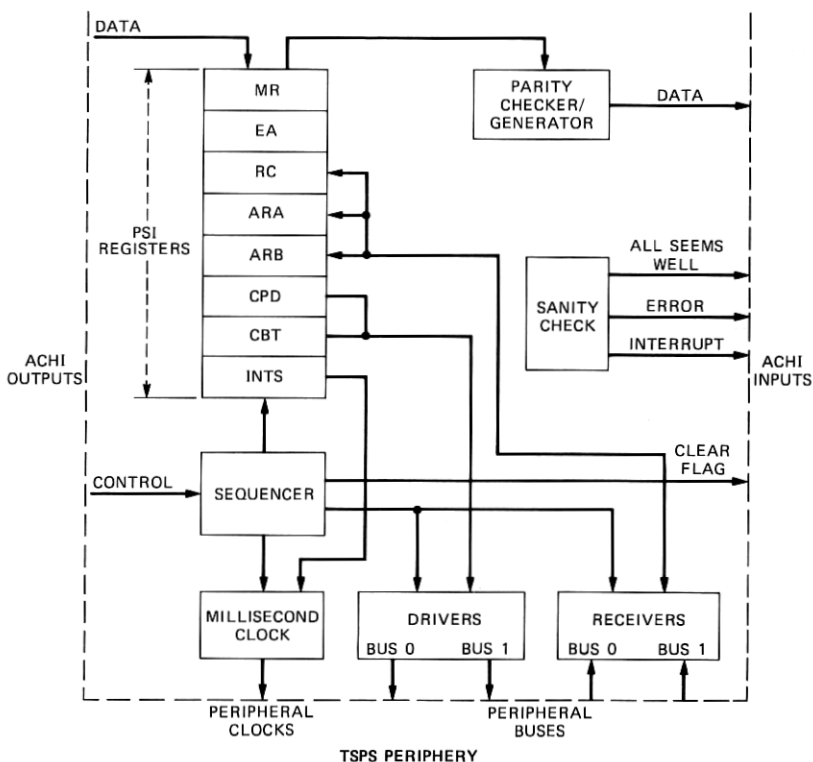 DATA
MR
EA
RC
ARA
ARB
CPD
CBT
INTS
PSI
REGISTERS
PARITY
CHECKER/
GENERATOR
DATA
SANITY
CHECK
ALL SEEMS
WELL
ERROR
INTERRUPT
ACHI
OUTPUTS
ACHI
INPUTS
CONTROL
SEQUENCER
CLEAR
FLAG
MILLISECOND
CLOCK
DRIVERS
BUS 0 BUS 1
RECEIVERS
BUS 0 BUS 1
PERIPHERAL
CLOCKS
PERIPHERAL
BUSES
TSPS PERIPHERY